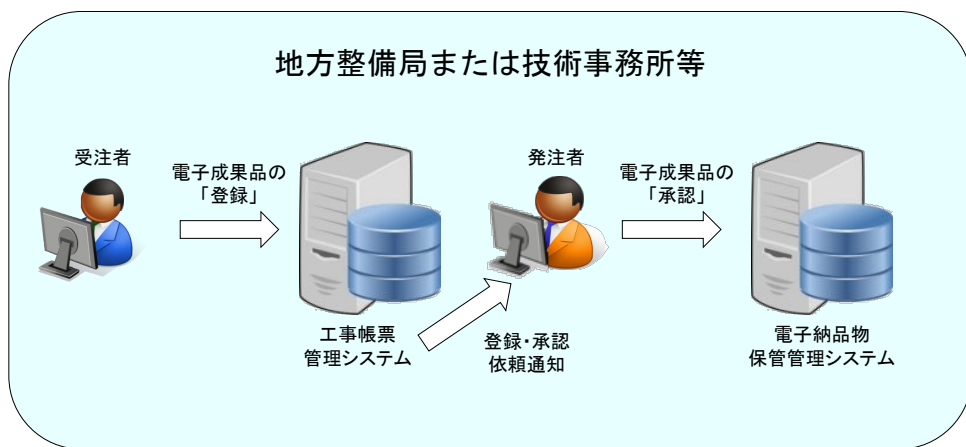 地方整備局または技術事務所等
受注者
電子成果品の
「登録」
発注者
電子成果品の
「承認」
工事帳票
管理システム
登録・承認
依頼通知
電子納品物
保管管理システム